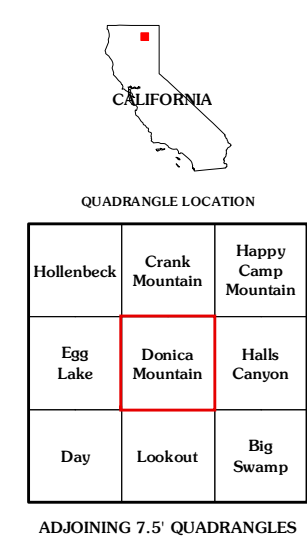 CALIFORNIA
QUADRANGLE LOCATION
Hollenbeck
Crank
Mountain
Happy
Camp
Mountain
Egg
Lake
Donica
Mountain
Halls
Canyon
Day
Lookout
Big
Swamp
ADJOINING 7.5' QUADRANGLES